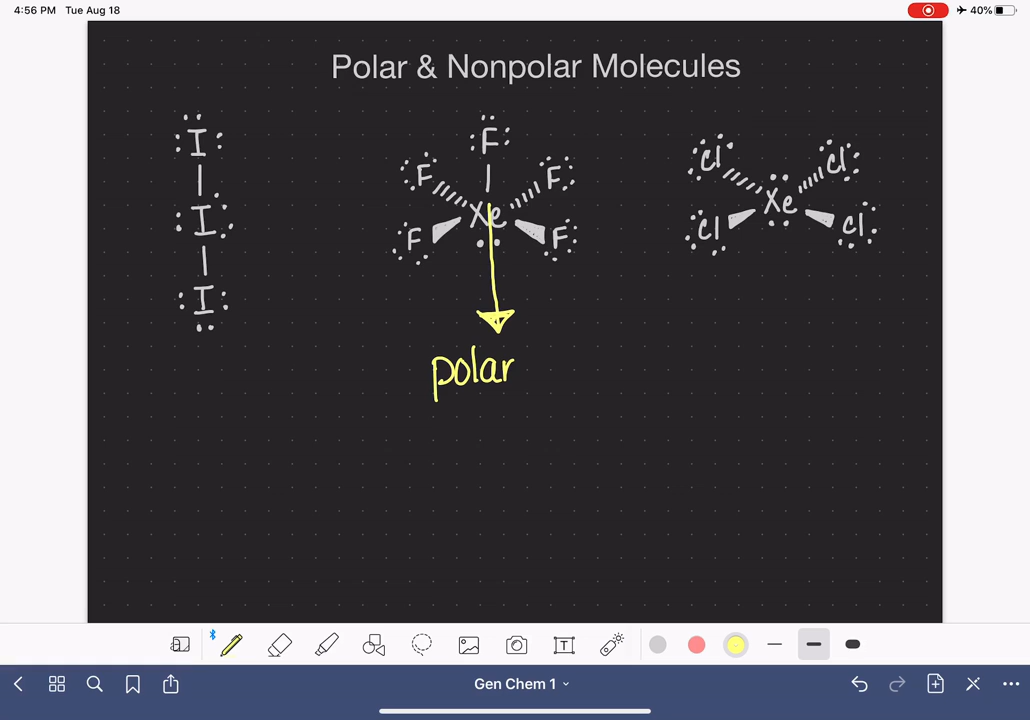 4:56 PM Tue Aug 18
40%
Polar & Nonpolar Molecules
I
I
I
F
F
F
Xe
F
F
Cl
Cl
Xe
Cl
Cl
polar
T
Gen Chem 1